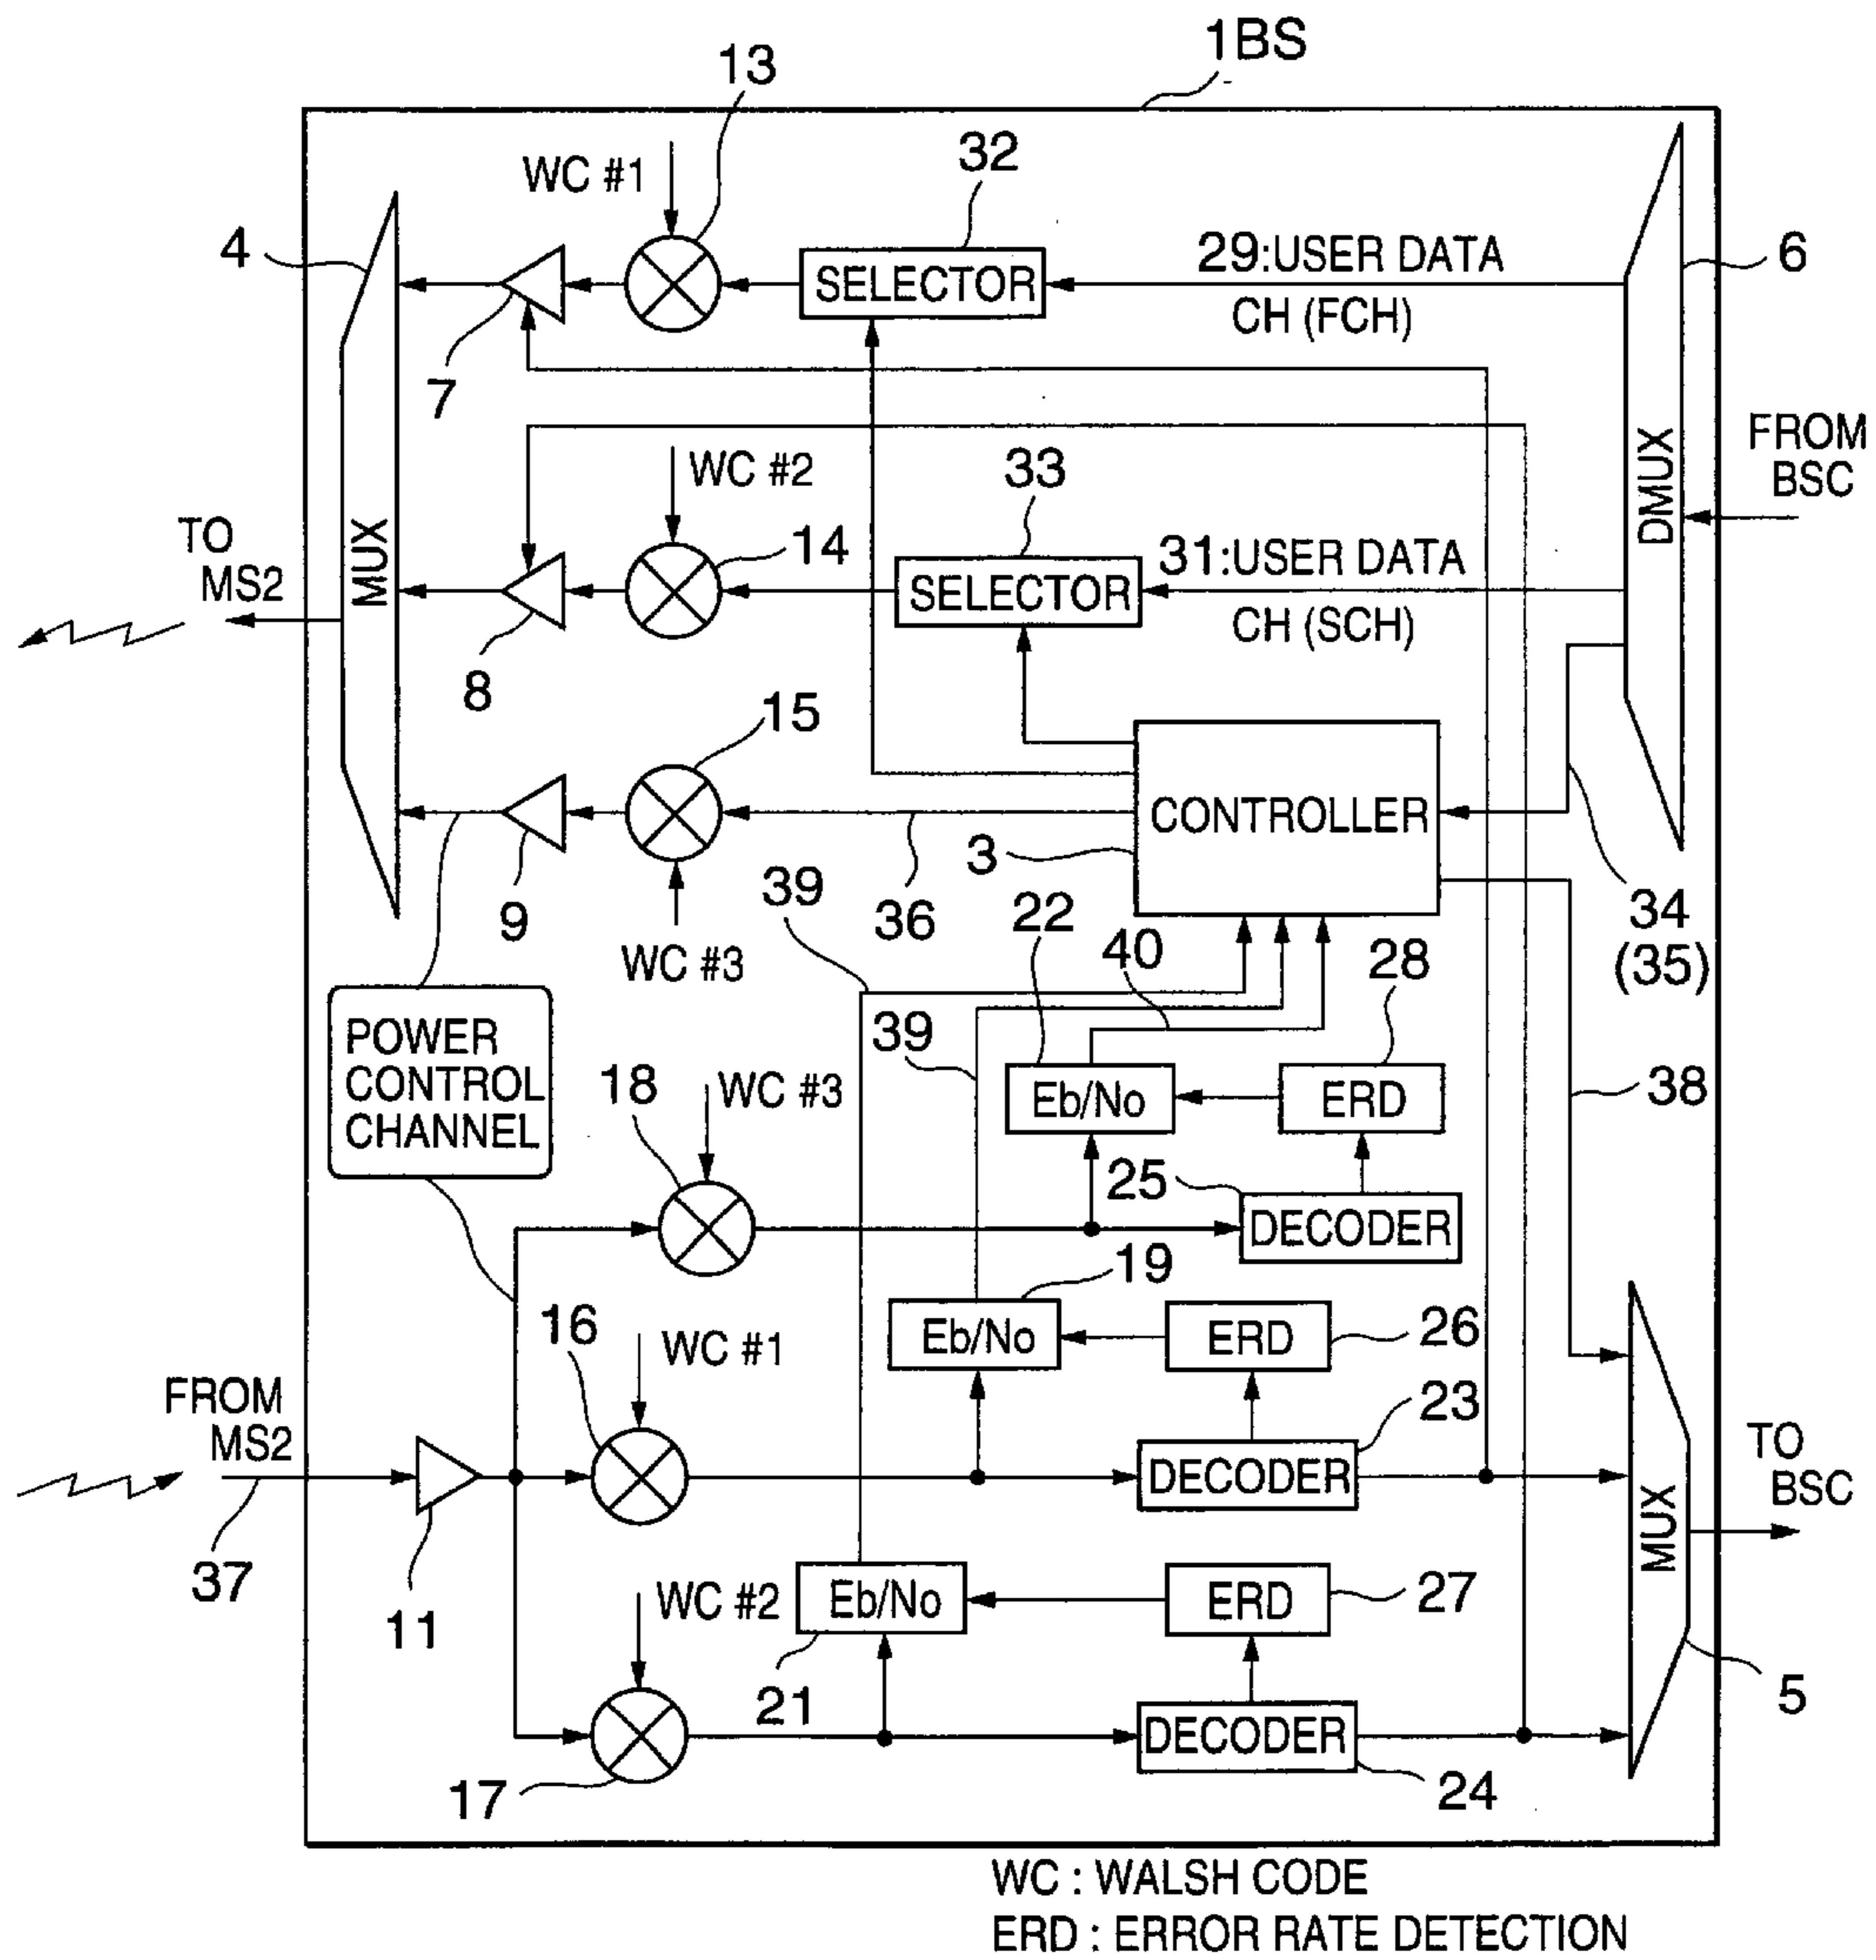 1BS
13
WC #1
32
4
SELECTOR
29:USER DATA
CH (FCH)
6
7
WC #2
33
FROM
BSC
DMUX
TO
MS2
MUX
14
SELECTOR
31:USER DATA
CH (SCH)
8
15
CONTROLLER
3
9
WC #3
36
39
22
40
28
34
(35)
POWER
CONTROL
CHANNEL
39
18
WC #3
Eb/No
ERD
38
25
DECODER
19
16
WC #1
Eb/No
ERD
26
FROM
MS2
23
DECODER
TO
BSC
MUX
37
11
WC #2
Eb/No
ERD
27
21
5
DECODER
17
24
WC : WALSH CODE
ERD : ERROR RATE DETECTION